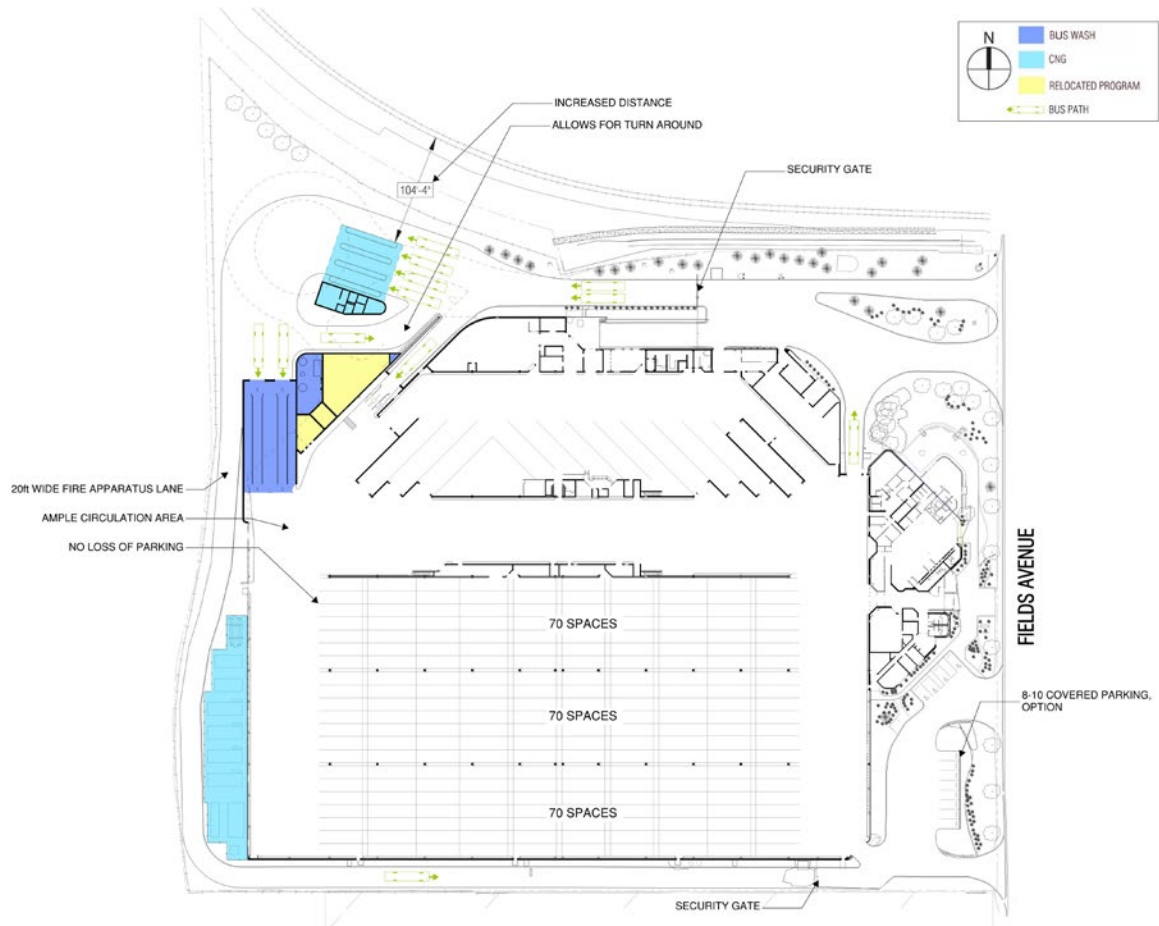 N
BUS WASH
CNG
RELOCATED PROGRAM
BUS PATH
INCREASED DISTANCE
ALLOWS FOR TURN AROUND
SECURITY GATE
104'-4"
20ft WIDE FIRE APPARATUS LANE
AMPLE CIRCULATION AREA
NO LOSS OF PARKING
FIELDS AVENUE
70 SPACES
70 SPACES
70 SPACES
8-10 COVERED PARKING,
OPTION
SECURITY GATE